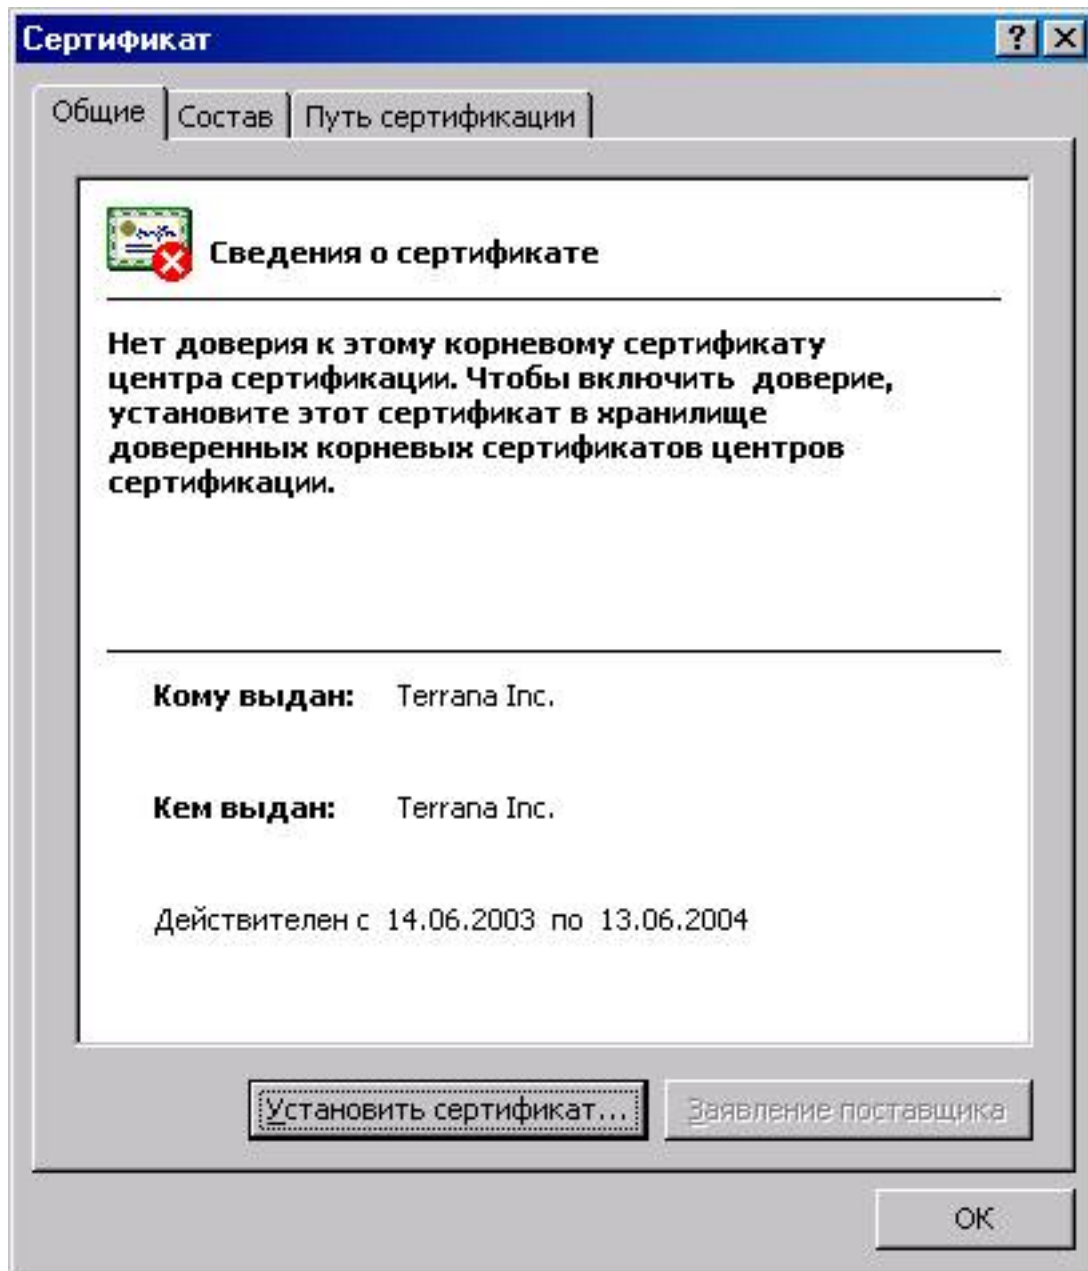 Сертификат
Общие Состав Путь сертификации
Сведения о сертификате
Нет доверия к этому корневому сертификату
центра сертификации. Чтобы включить доверие,
установите этот сертификат в хранилище
доверенных корневых сертификатов центров
сертификации.
Кому выдан: Terrana Inc.
Кем выдан: Terrana Inc.
Действителен с 14.06.2003 по 13.06.2004
Установить сертификат... Заявление поставщика
OK